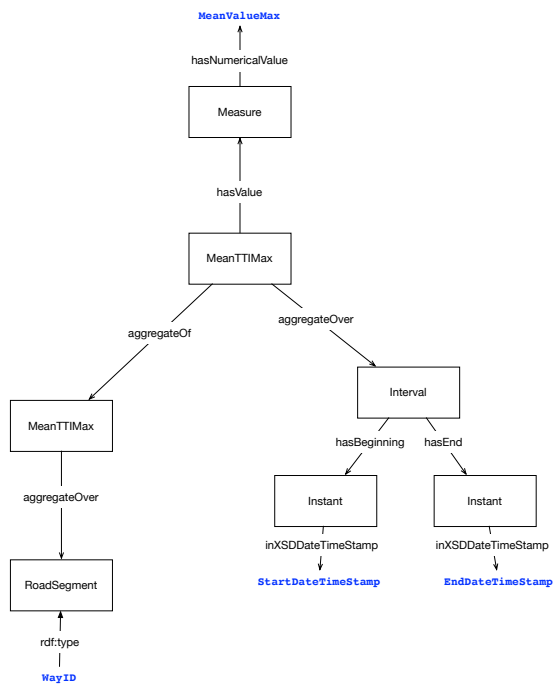 MeanValueMax
hasNumericalValue
Measure
hasValue
MeanTTIMax
aggregateOf
aggregateOver
Interval
MeanTTIMax
hasBeginning
hasEnd
aggregateOver
Instant
Instant
inXSDDateTimeStamp
inXSDDateTimeStamp
StartDateTimeStamp
EndDateTimeStamp
RoadSegment
rdf:type
WayID